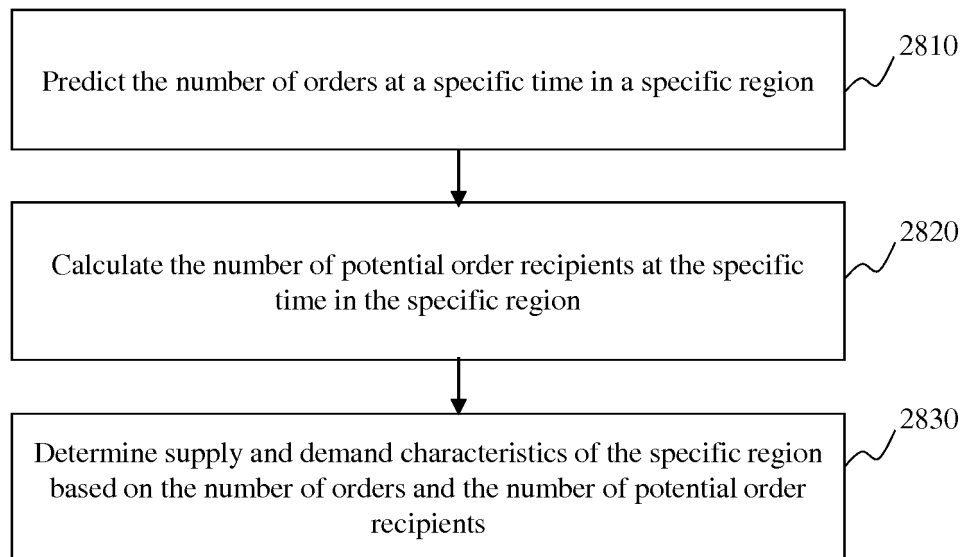 Predict the number of orders at a specific time in a specific region
2810
Calculate the number of potential order recipients at the specific
time in the specific region
2820
Determine supply and demand characteristics of the specific region
based on the number of orders and the number of potential order
recipients
2830